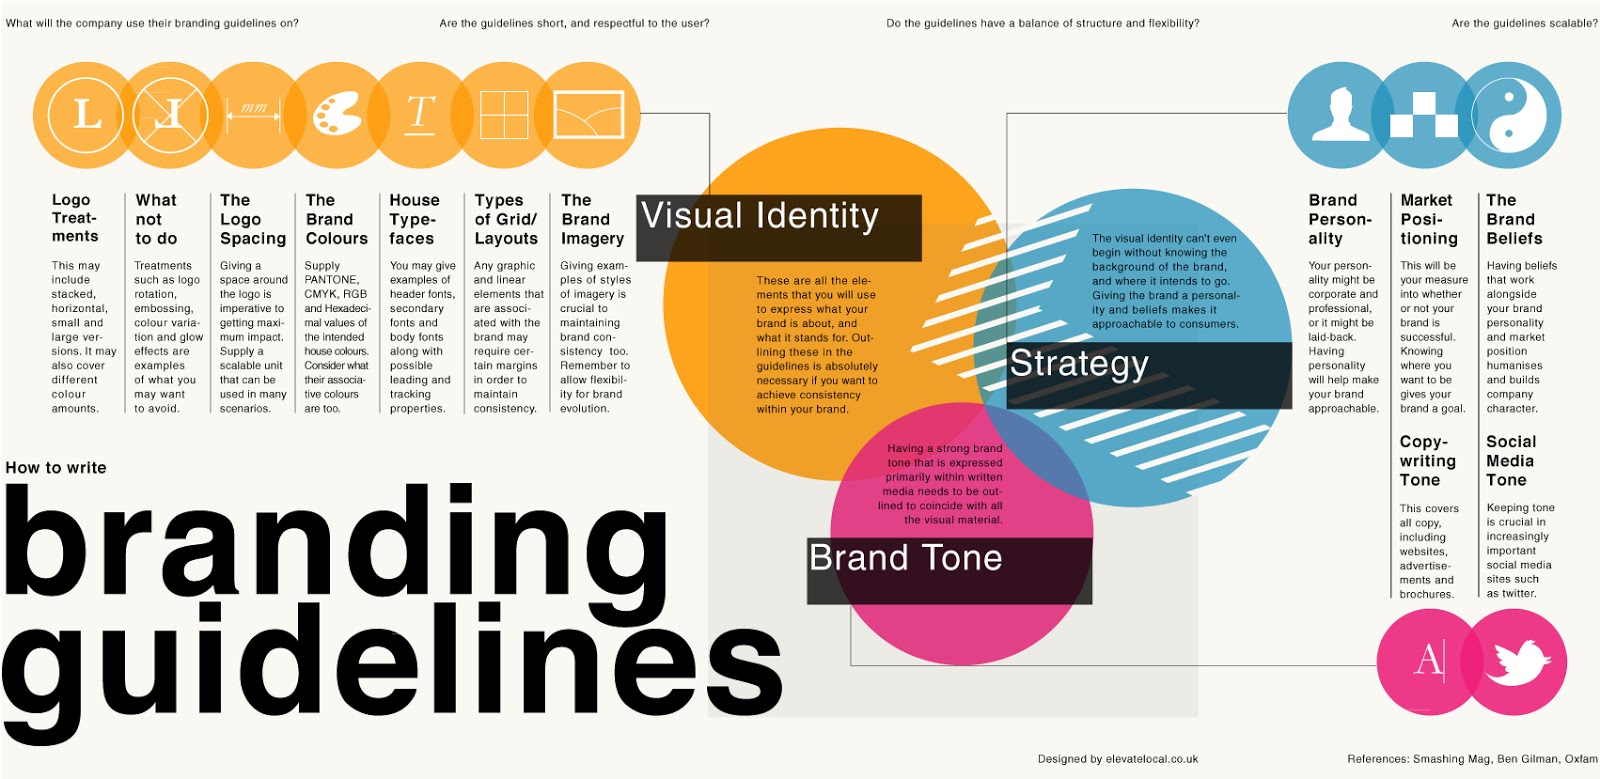 What will the company use their branding guidelines on?
Are the guidelines short, and respectful to the user?
Do the guidelines have a balance of structure and flexibility?
Are the guidelines scalable?
L
L
mm
T
Logo
Treat-
ments
This may
include
stacked,
horizontal,
small and
large ver-
sions. It may
also cover
different
colour
amounts.
What
not
to do
Treatments
such as logo
rotation,
embossing,
colour varia-
tion and glow
effects are
examples
of what you
may want
to avoid.
The
Logo
Spacing
Giving a
space around
the logo is
imperative to
getting maxi-
mum impact.
Supply a
scalable unit
that can be
used in many
scenarios.
The
Brand
Colours
Supply
PANTONE,
CMYK, RGB
and Hexadeci-
mal values of
the intended
house colours.
Consider what
their associa-
tive colours
are too.
House
Type-
faces
You may give
examples of
header fonts,
secondary
fonts and
body fonts
along with
possible
leading and
tracking
properties.
Types
of Grid/
Layouts
Any graphic
and linear
elements that
are associ-
ated with the
brand may
require cer-
tain margins
in order to
maintain
consistency.
The
Brand
Imagery
Giving exam-
ples of styles
of imagery is
crucial to
maintaining
brand con-
sistency too.
Remember to
allow flexibil-
ity for brand
evolution.
Visual Identity
These are all the ele-
ments that you will use
to express what your
brand is about, and
what it stands for. Out-
lining these in the
guidelines is absolutely
necessary if you want to
achieve consistency
within your brand.
The visual identity can't even
begin without knowing the
background of the brand,
and where it intends to go.
Giving the brand a personal-
ity and beliefs makes it
approachable to consumers.
Strategy
Having a strong brand
tone that is expressed
primarily within written
media needs to be out-
lined to coincide with all
the visual material.
Brand Tone
Brand
Person-
ality
Your person-
ality might be
corporate and
professional,
or it might be
laid-back.
Having
personality
will help make
your brand
approachable.
Market
Posi-
tioning
This will be
your measure
into whether
or not your
brand is
successful.
Knowing
where you
want to be
gives your
brand a goal.
The
Brand
Beliefs
Having beliefs
that work
alongside
your brand
personality
and market
position
humanises
and builds
company
character.
Copy-
writing
Tone
This covers
all copy,
including
websites,
advertise-
ments and
brochures.
Social
Media
Tone
Keeping tone
is crucial in
increasingly
important
social media
sites such
as twitter.
A
How to write
branding
guidelines
Designed by elevatelocal.co.uk
References: Smashing Mag, Ben Gilman, Oxfam